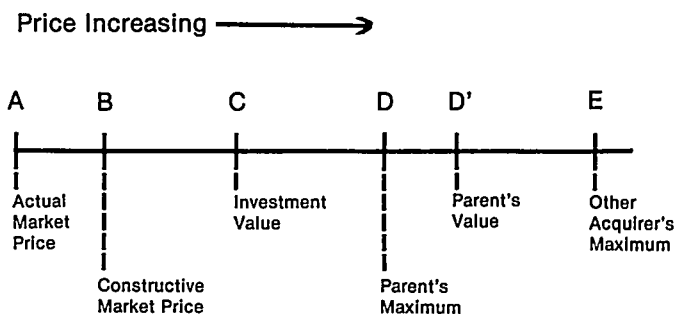 Price Increasing
A B C D D' E
Actual
Market
Price
Constructive
Market Price
Investment
Value
Parent's
Maximum
Parent's
Value
Other
Acquirer's
Maximum